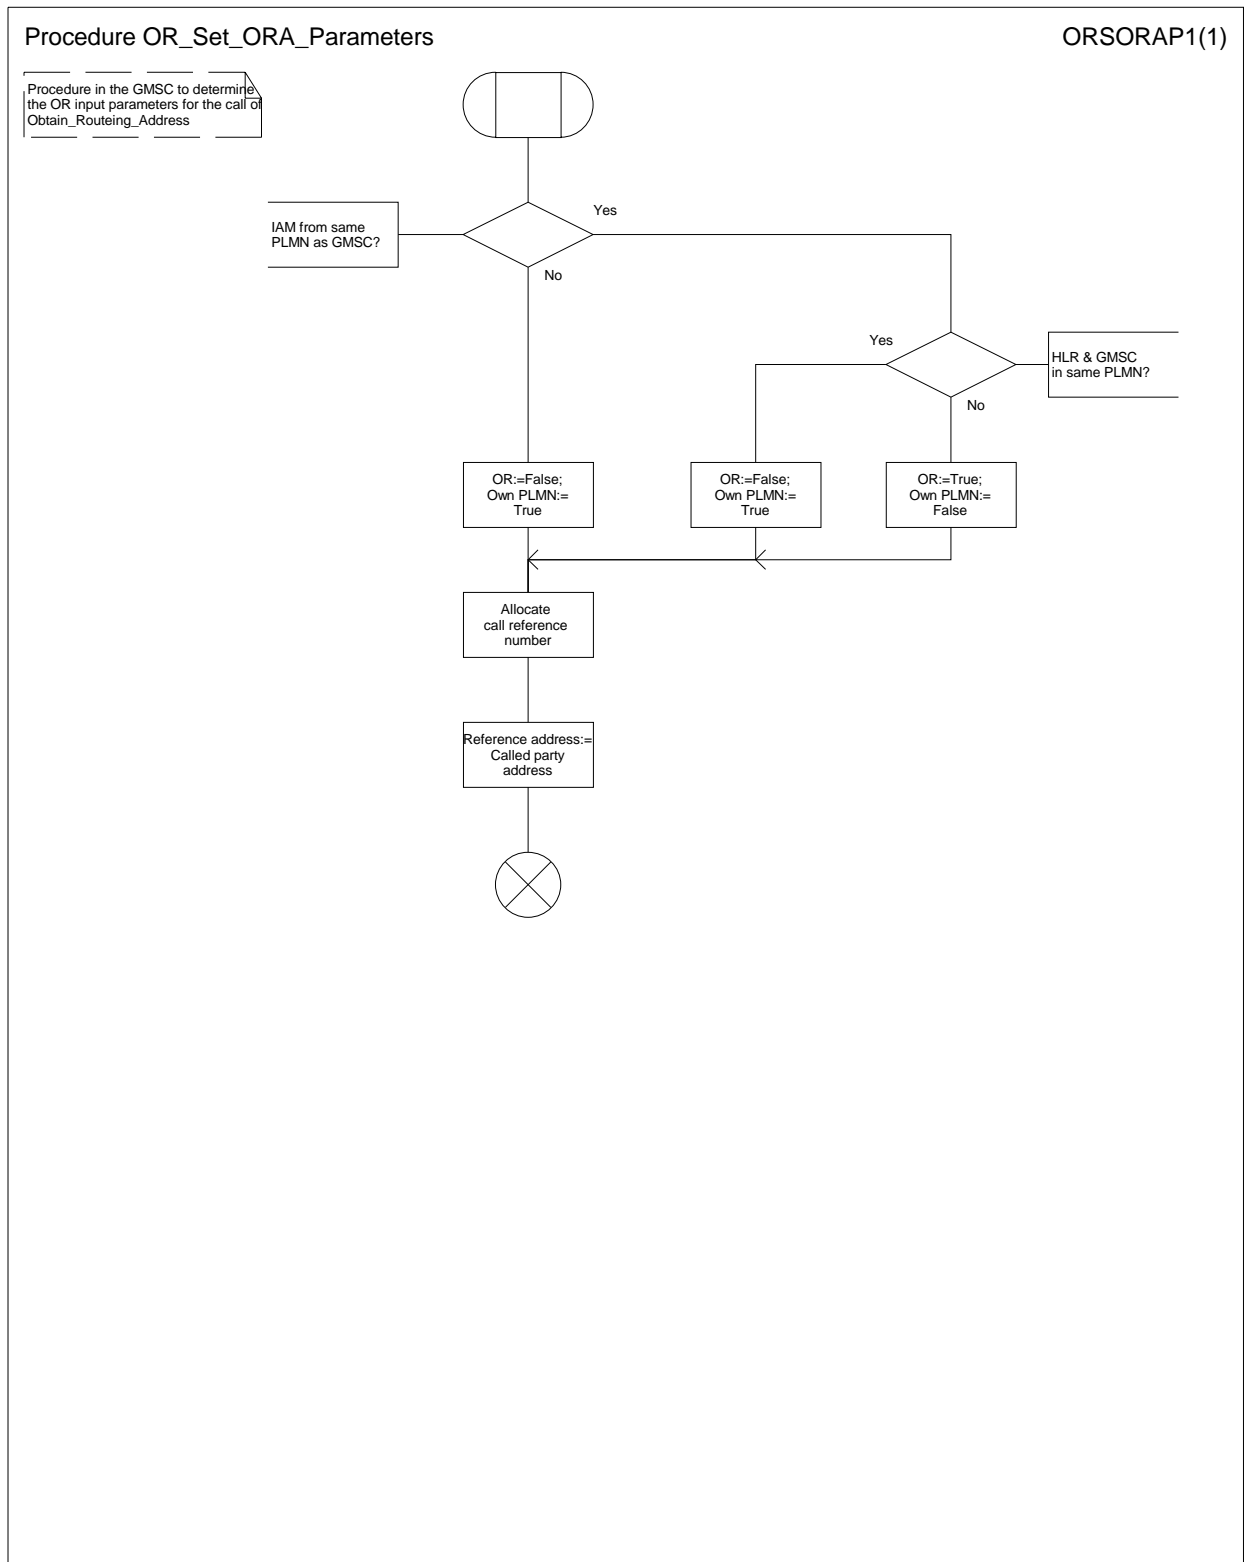 Procedure OR_Set_ORA_Parameters
ORSORAP1(1)
Procedure in the GMSC to determine
the OR input parameters for the call of
Obtain_Routeing_Address
IAM from same
PLMN as GMSC?
Yes
No
Yes
HLR & GMSC
in same PLMN?
No
OR:=False;
Own PLMN:=
True
OR:=False;
Own PLMN:=
True
OR:=True;
Own PLMN:=
False
Allocate
call reference
number
Reference address:=
Called party
address